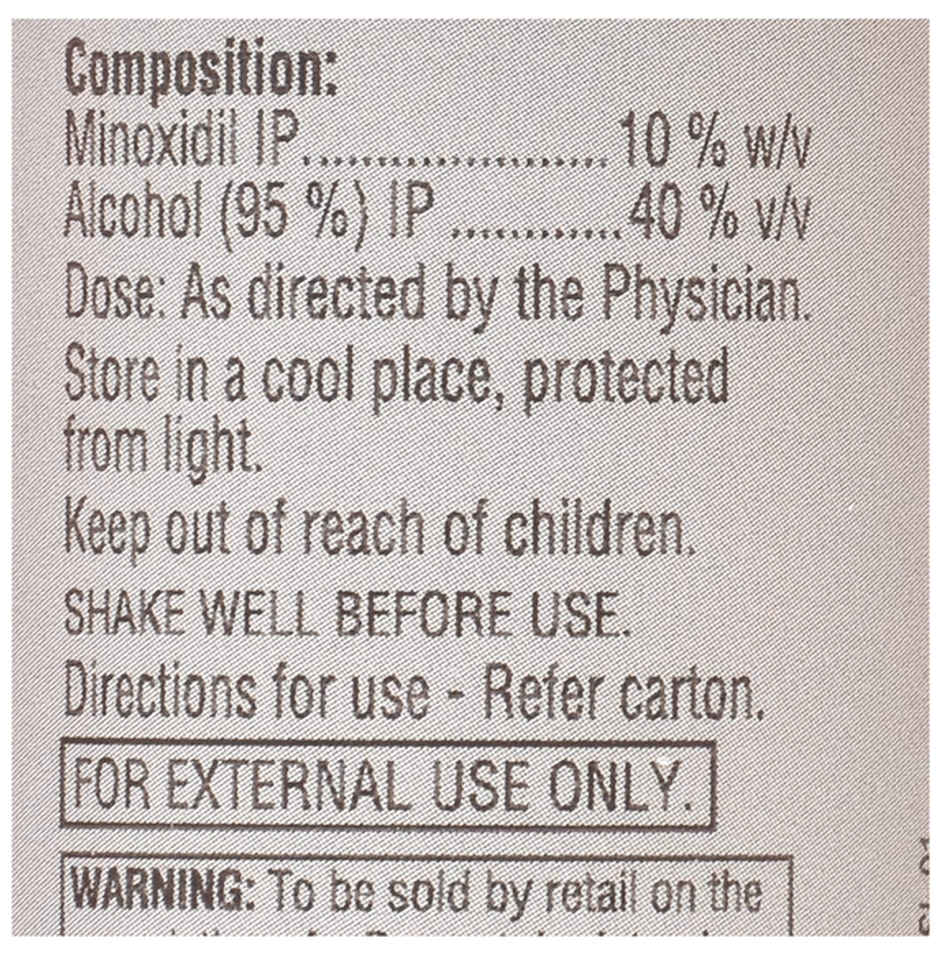 Composition:
Minoxidil IP...................... 10 % w/v
Alcohol (95 %) IP ............40 % v/v
Dose: As directed by the Physician.
Store in a cool place, protected
from light.
Keep out of reach of children.
SHAKE WELL BEFORE USE.
Directions for use - Refer carton.
FOR EXTERNAL USE ONLY.
WARNING: To be sold by retail on the